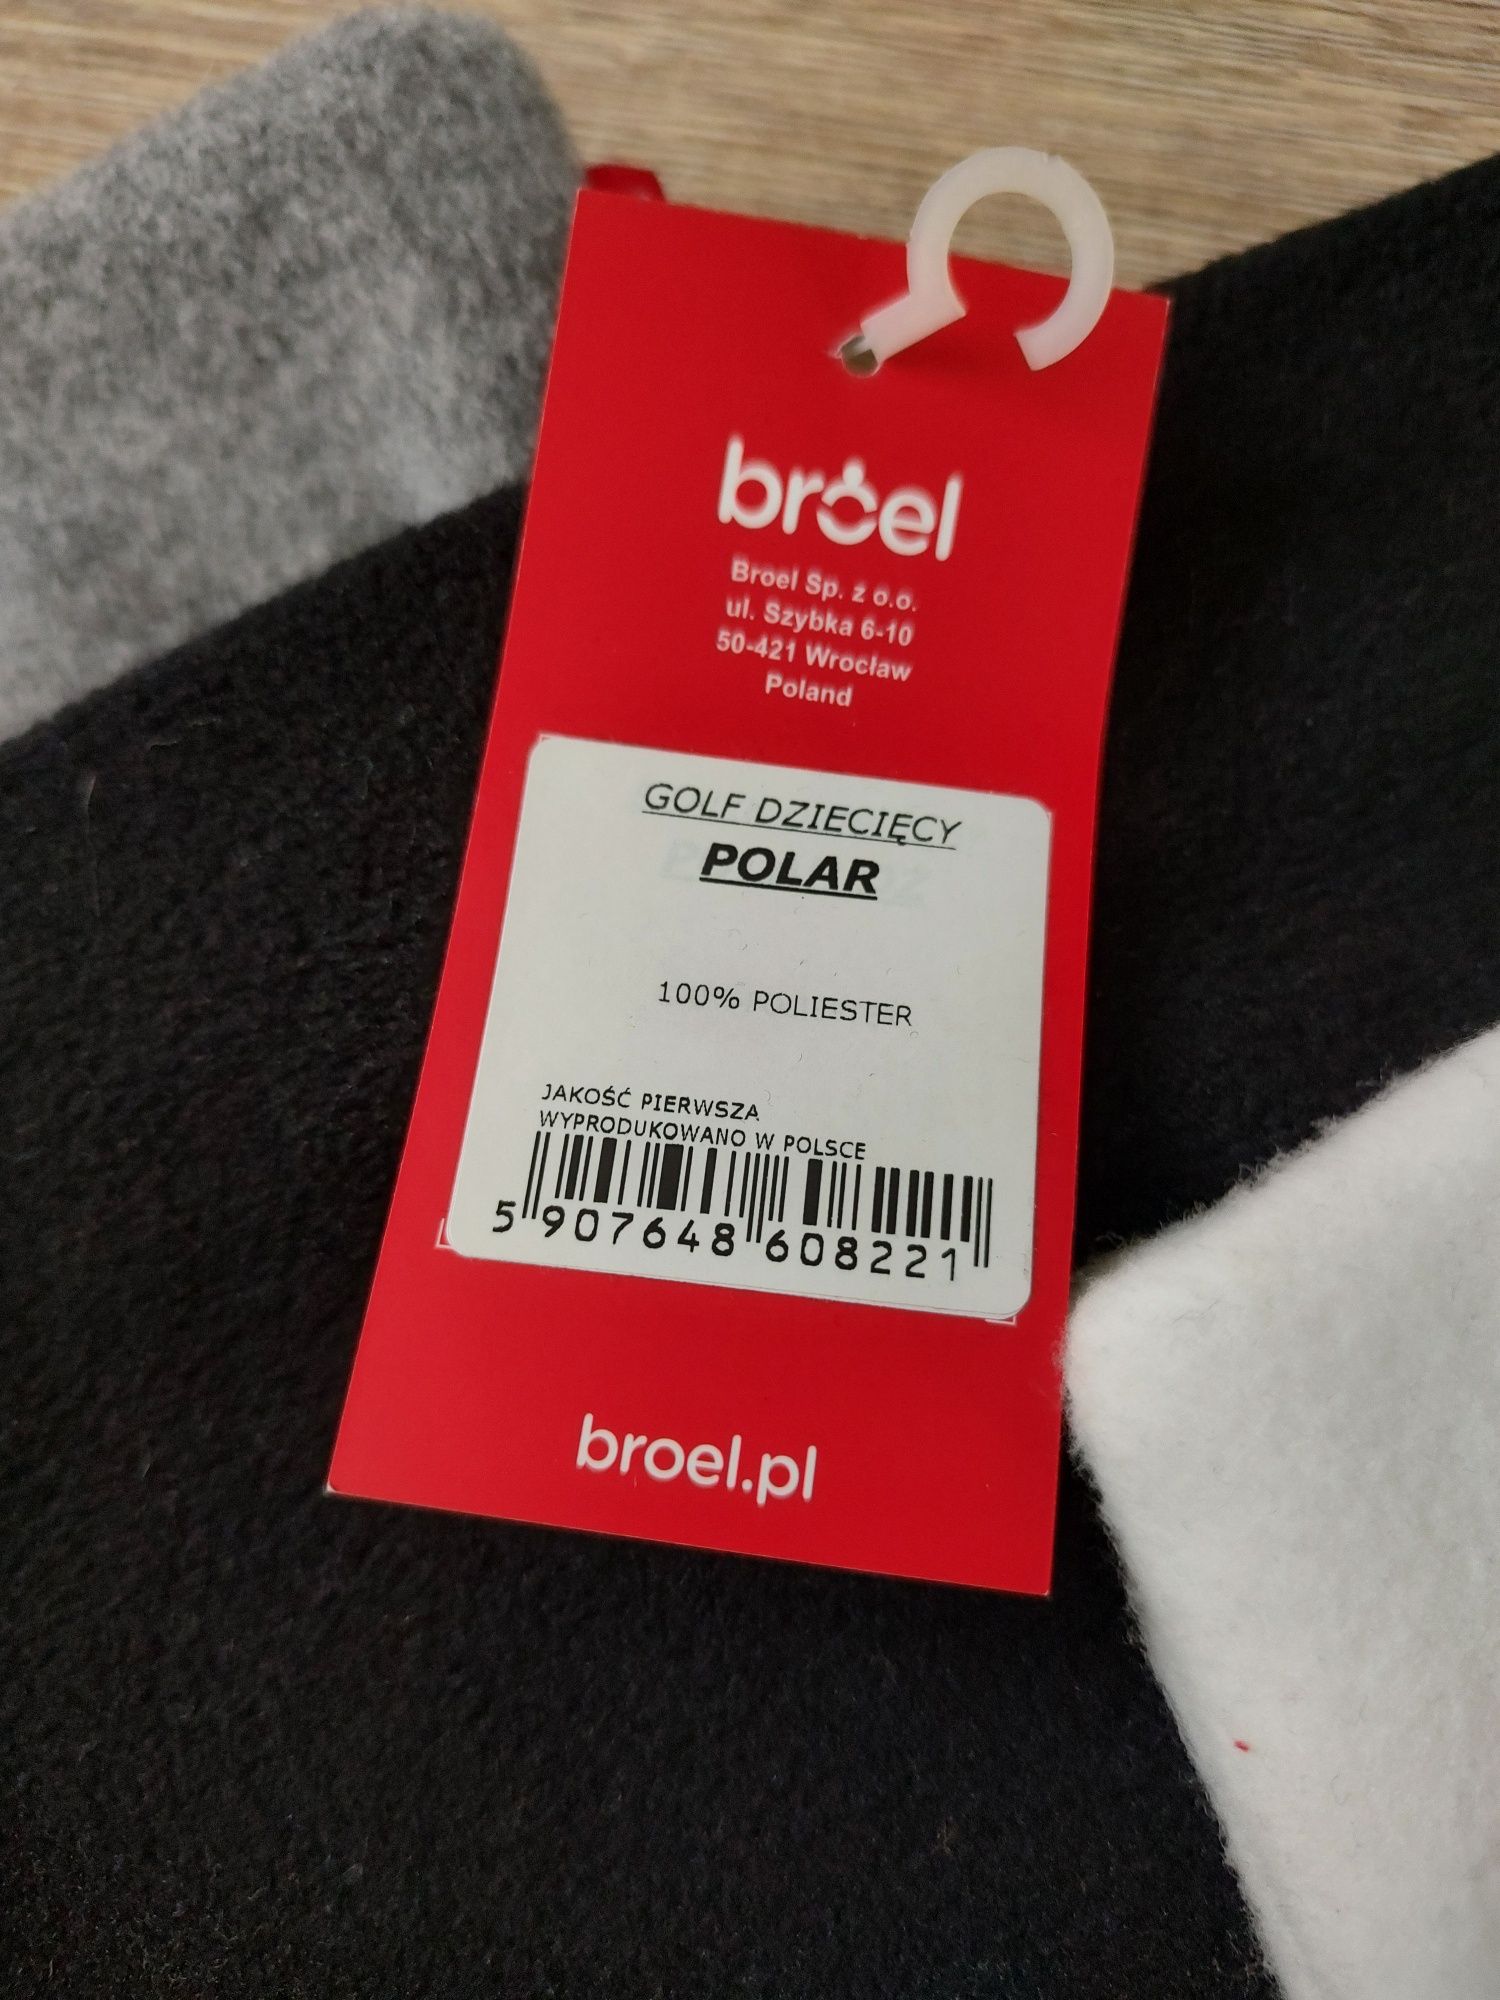 broel
Broel Sp. z o.o.
ul. Szybka 6-10
50-421 Wrocław
Poland
GOLF DZIECIĘCY
POLAR
100% POLIESTER
JAKOŚĆ PIERWSZA
WYPRODUKOWANO W POLSCE
5 907648 608221
broel.pl